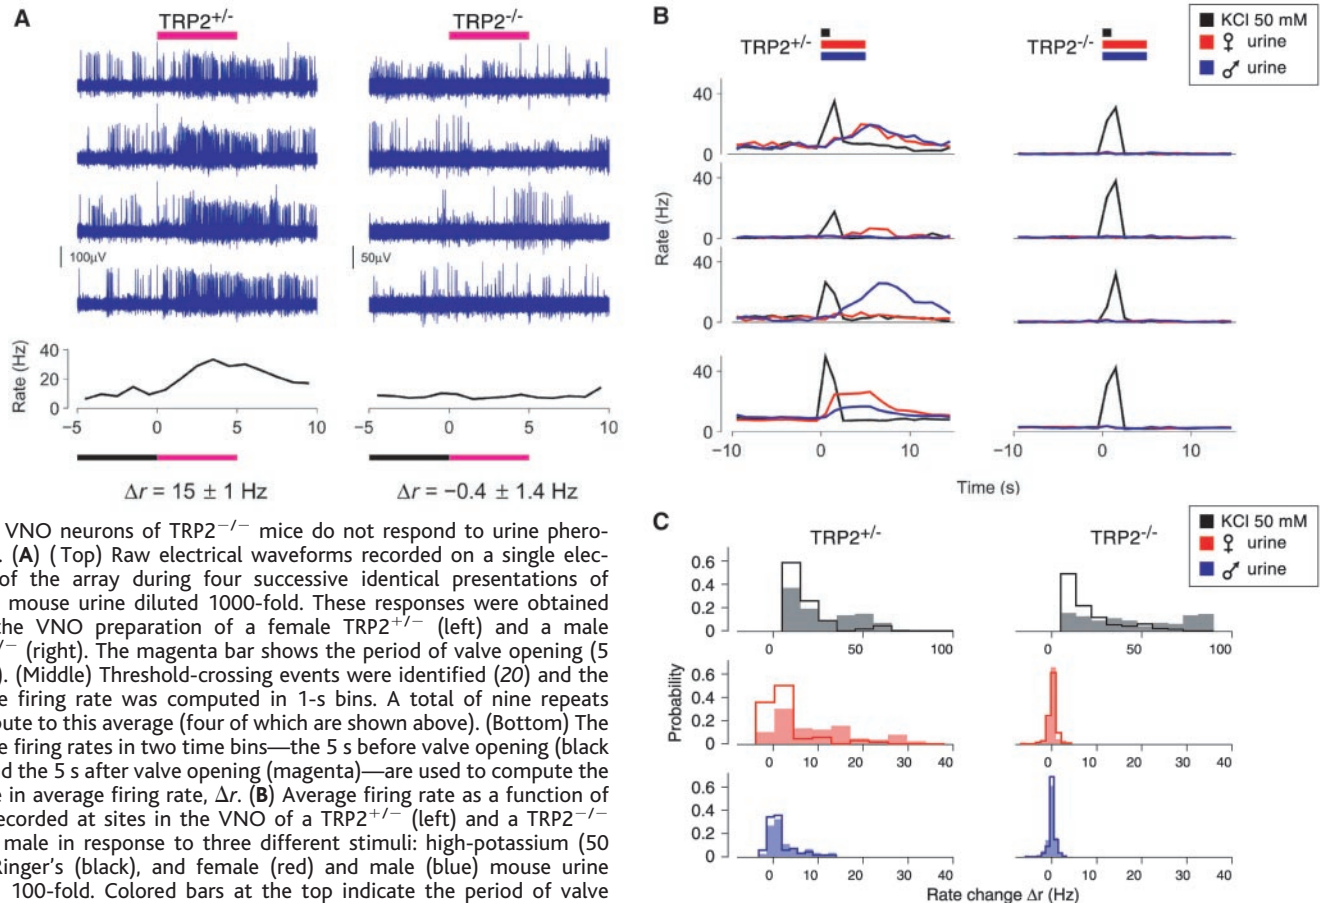 A
TRP2+/-
TRP2-/-
100μV
50μV
Rate (Hz)
40
20
0
−5 0 5 10
−5 0 5 10
Δr = 15 ± 1 Hz
Δr = −0.4 ± 1.4 Hz
B
KCl 50 mM
♀ urine
♂ urine
TRP2+/-
TRP2-/-
Rate (Hz)
40
0
40
0
40
0
40
0
−10 0 10
−10 0 10
Time (s)
C
KCl 50 mM
♀ urine
♂ urine
TRP2+/-
TRP2-/-
Probability
0.6
0.4
0.2
0
0 50 100
0 50 100
0.6
0.4
0.2
0
0 10 20 30 40
0 10 20 30 40
0.6
0.4
0.2
0
0 10 20 30 40
0 10 20 30 40
Rate change Δr (Hz)
VNO neurons of TRP2−/− mice do not respond to urine phero-
. (A) (Top) Raw electrical waveforms recorded on a single elec-
of the array during four successive identical presentations of
mouse urine diluted 1000-fold. These responses were obtained
the VNO preparation of a female TRP2+/− (left) and a male
/− (right). The magenta bar shows the period of valve opening (5
). (Middle) Threshold-crossing events were identified (20) and the
e firing rate was computed in 1-s bins. A total of nine repeats
bute to this average (four of which are shown above). (Bottom) The
e firing rates in two time bins—the 5 s before valve opening (black
d the 5 s after valve opening (magenta)—are used to compute the
e in average firing rate, Δr. (B) Average firing rate as a function of
ecorded at sites in the VNO of a TRP2+/− (left) and a TRP2−/−
male in response to three different stimuli: high-potassium (50
Ringer's (black), and female (red) and male (blue) mouse urine
100-fold. Colored bars at the top indicate the period of valve